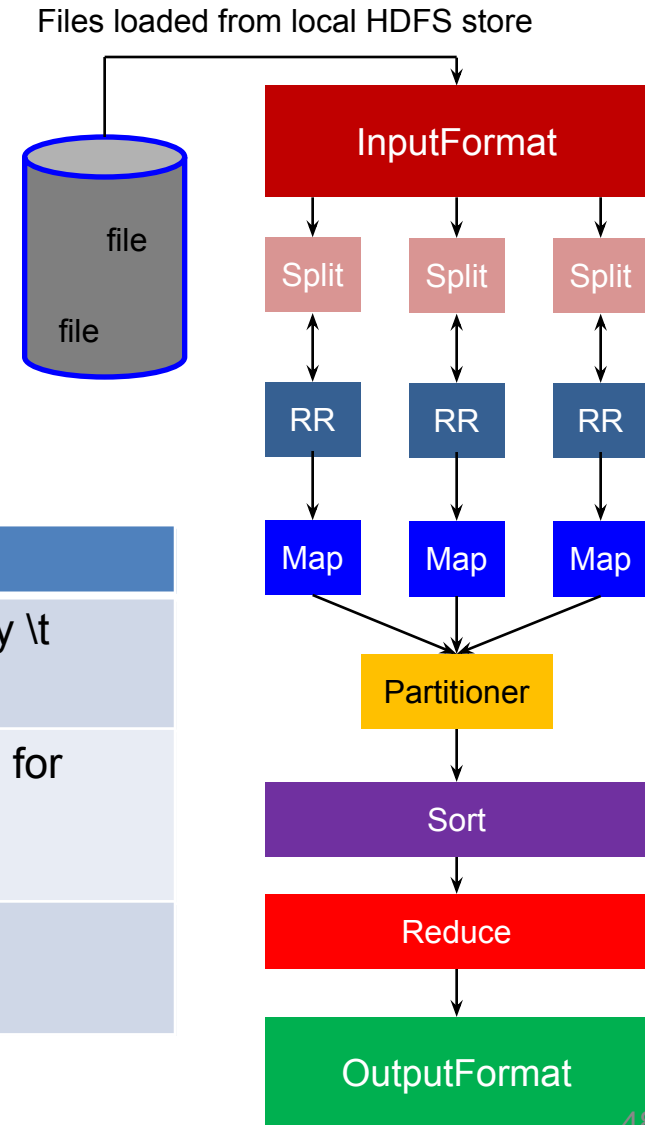 Files loaded from local HDFS store
InputFormat
file
file
Split Split Split
RR RR RR
Map Map Map
y \t
for
Partitioner
Sort
Reduce
OutputFormat
48